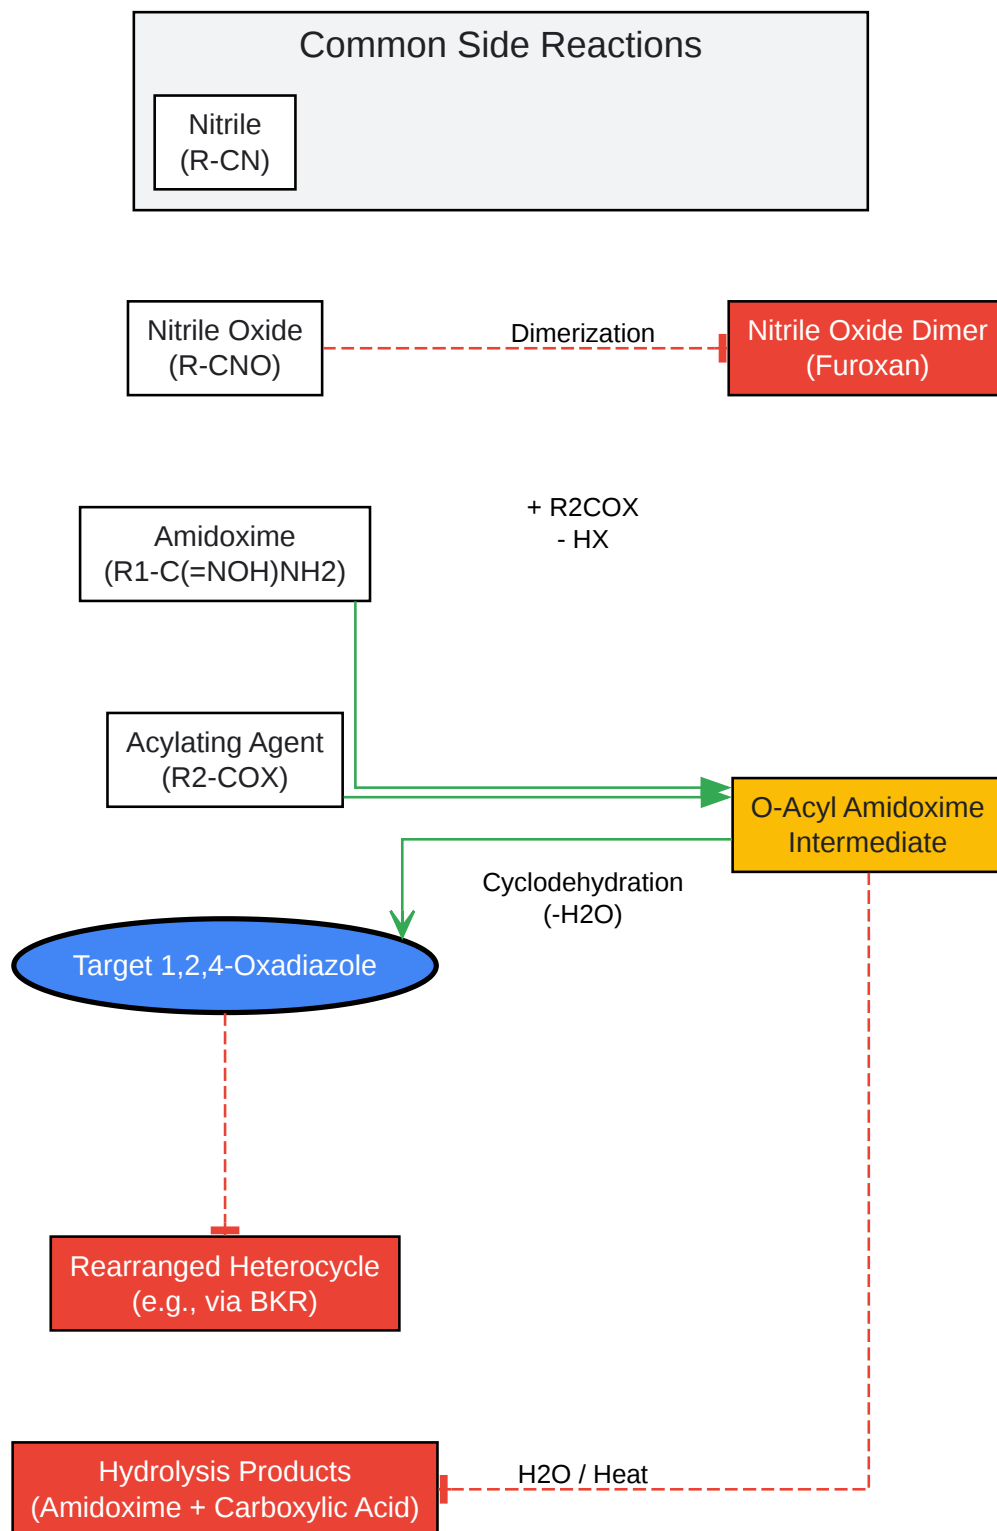 Common Side Reactions
Nitrile
(R-CN)
Nitrile Oxide
(R-CNO)
Dimerization
Nitrile Oxide Dimer
(Furoxan)
+ R2COX
- HX
Amidoxime
(R1-C(=NOH)NH2)
Acylating Agent
(R2-COX)
O-Acyl Amidoxime
Intermediate
Cyclodehydration
(-H2O)
Target 1,2,4-Oxadiazole
Rearranged Heterocycle
(e.g., via BKR)
Hydrolysis Products
(Amidoxime + Carboxylic Acid)
H2O / Heat